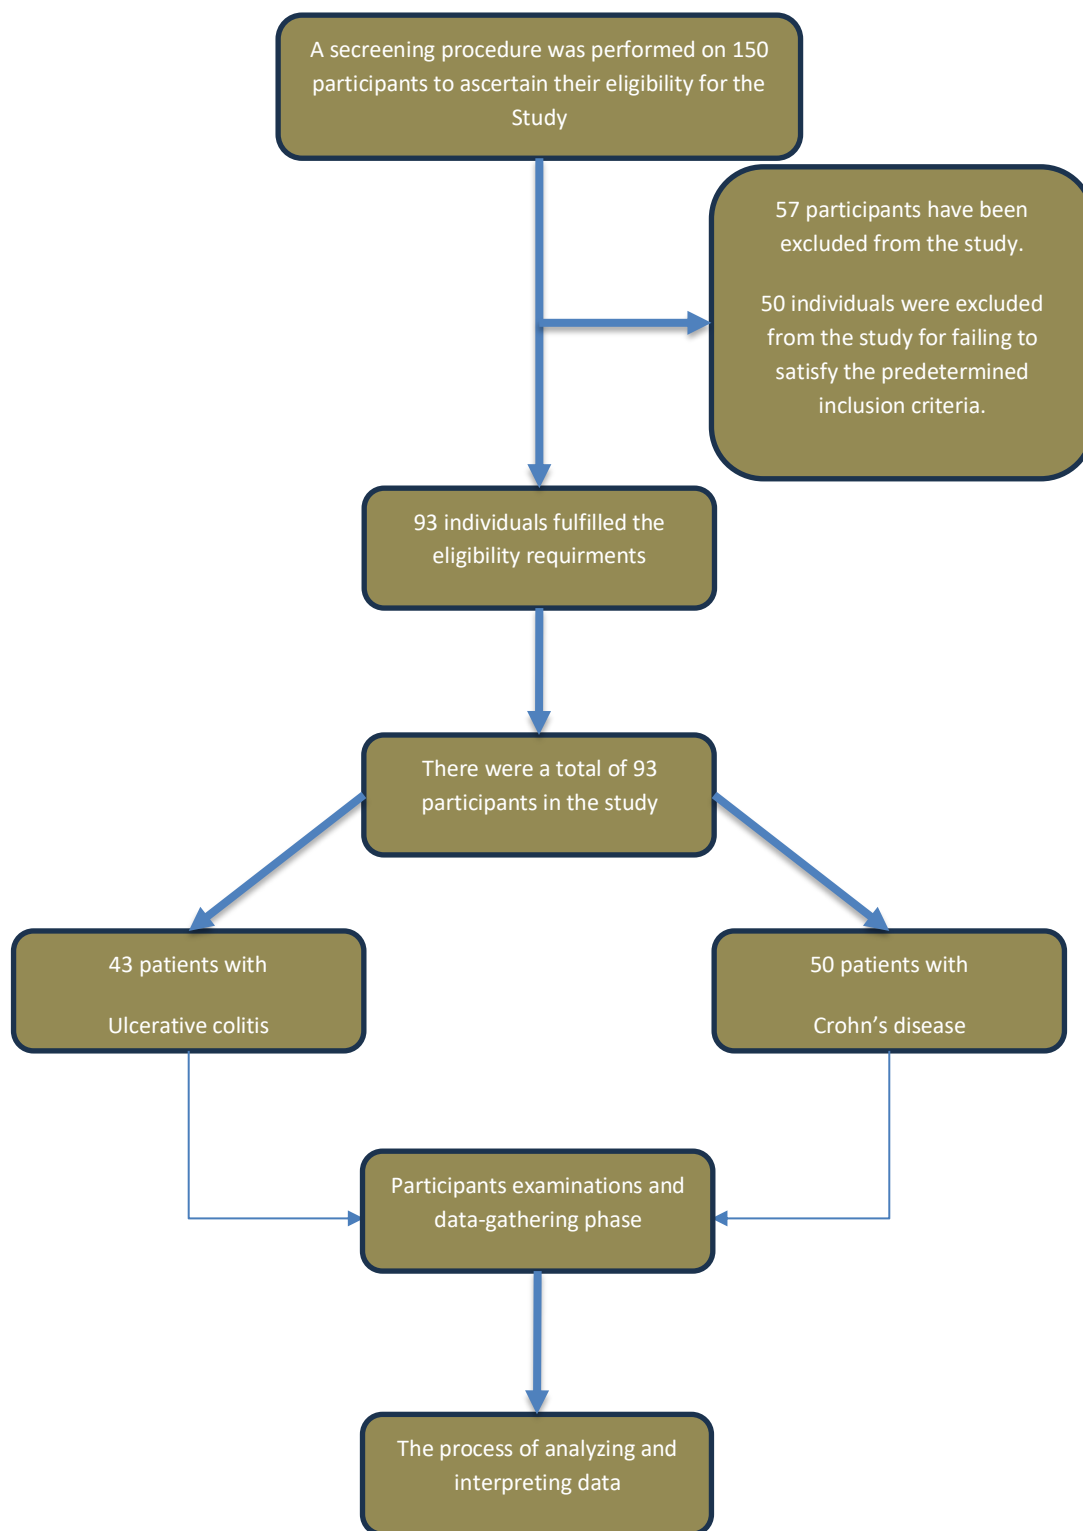 A secreening procedure was performed on 150
participants to ascertain their eligibility for the
Study
57 participants have been
excluded from the study.
50 individuals were excluded
from the study for failing to
satisfy the predetermined
inclusion criteria.
93 individuals fulfilled the
eligibility requirments
There were a total of 93
participants in the study
43 patients with
Ulcerative colitis
50 patients with
Crohn’s disease
Participants examinations and
data-gathering phase
The process of analyzing and
interpreting data